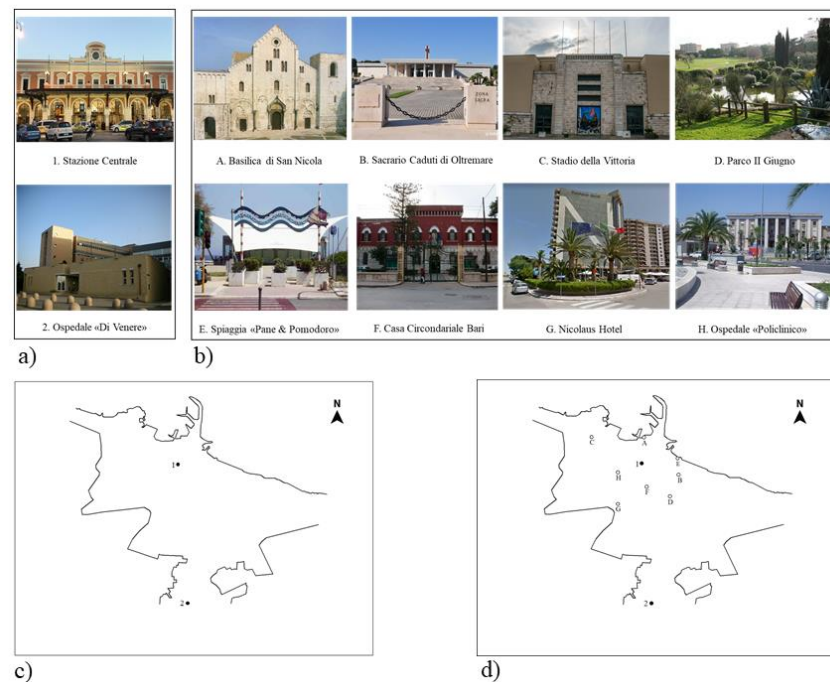 1. Stazione Centrale
2. Ospedale «Di Venere»
a)
A. Basilica di San Nicola
B. Sacrario Caduti di Oltremare
C. Stadio della Vittoria
D. Parco II Giugno
E. Spiaggia «Pane & Pomodoro»
F. Casa Circondariale Bari
G. Nicolaus Hotel
H. Ospedale «Policlinico»
b)
N
1
2
c)
N
C
A
1
E
H
B
F
D
G
2
d)